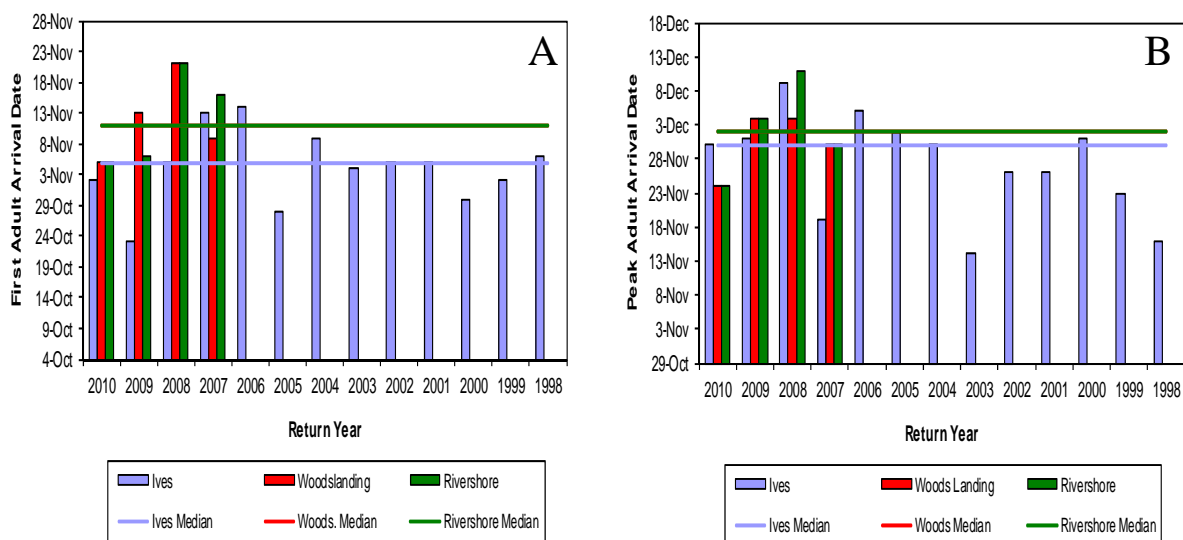 A
First Adult Arrival Date
28-Nov
23-Nov
18-Nov
13-Nov
8-Nov
3-Nov
29-Oct
24-Oct
19-Oct
14-Oct
9-Oct
4-Oct
2010 2009 2008 2007 2006 2005 2004 2003 2002 2001 2000 1999 1998
Return Year
Ives Woodslanding Rivershore
Ives Median Woods. Median Rivershore Median
B
Peak Adult Arrival Date
18-Dec
13-Dec
8-Dec
3-Dec
28-Nov
23-Nov
18-Nov
13-Nov
8-Nov
3-Nov
29-Oct
2010 2009 2008 2007 2006 2005 2004 2003 2002 2001 2000 1999 1998
Return Year
Ives Woods Landing Rivershore
Ives Median Woods Median Rivershore Median